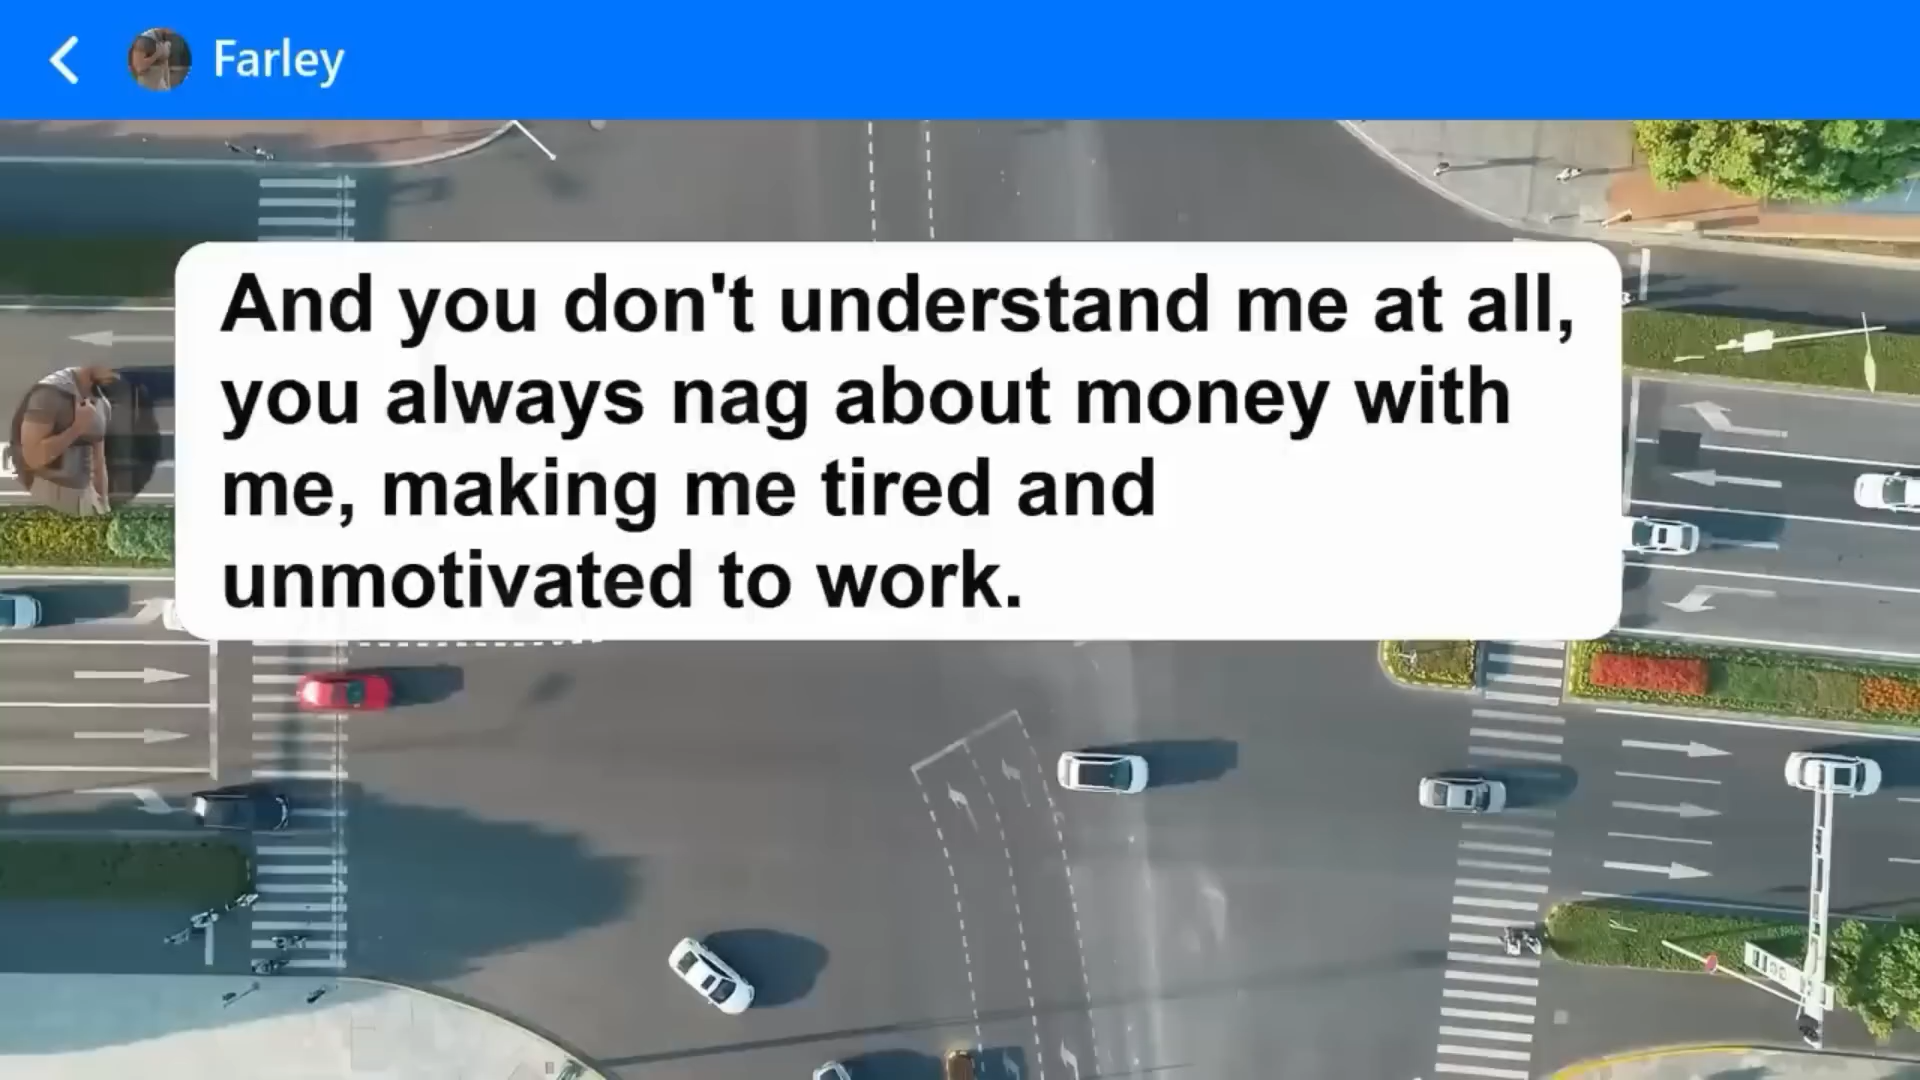 Farley
And you don't understand me at all,
you always nag about money with
me, making me tired and
unmotivated to work.